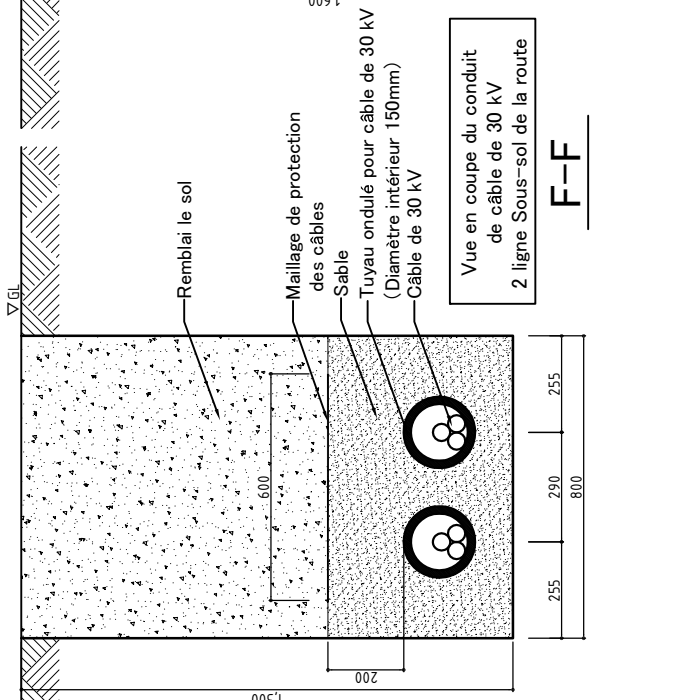 1,600
GL
Remblai le sol
Maillage de protection
des câbles
Sable
Tuyau ondulé pour câble de 30 kV
(Diamètre intérieur 150mm)
Câble de 30 kV
600
200
255
290
255
800
Vue en coupe du conduit
de câble de 30 kV
2 ligne Sous-sol de la route
F-F